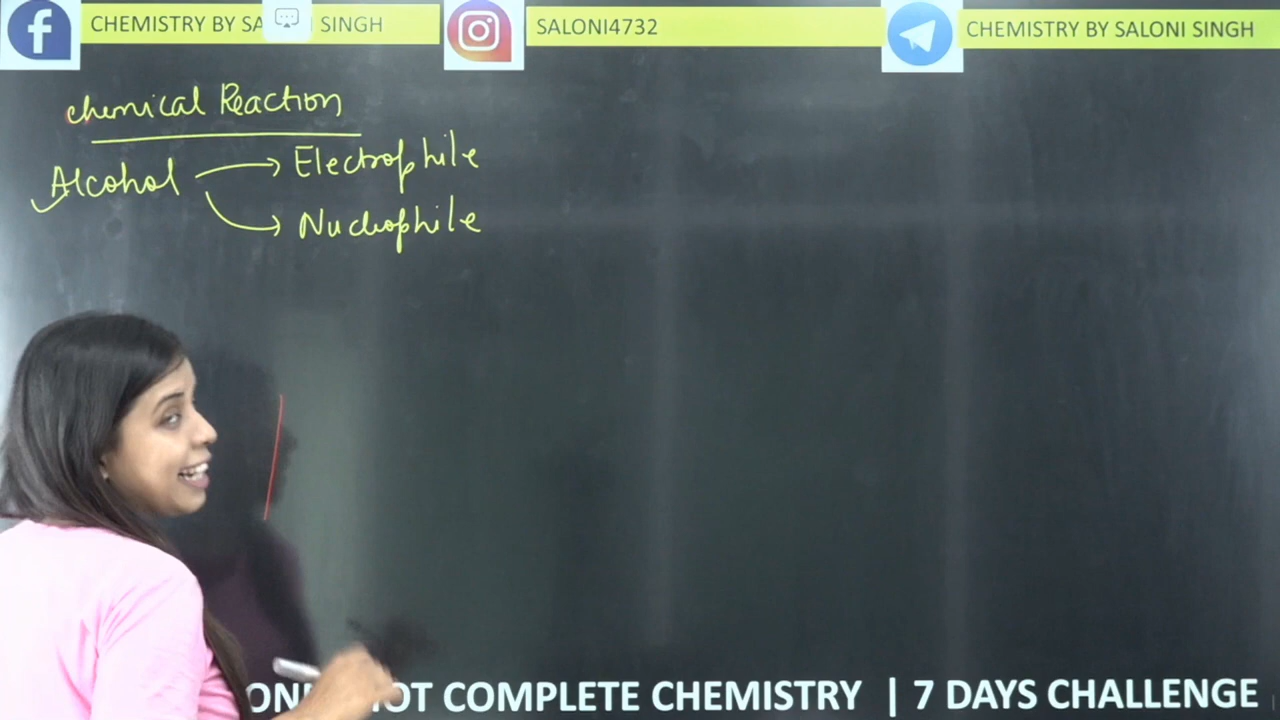 CHEMISTRY BY SA SINGH
SALONI4732
CHEMISTRY BY SALONI SINGH
chemical Reaction
Alcohol → Electrophile
→ Nucleophile
COMPLETE CHEMISTRY | 7 DAYS CHALLENGE